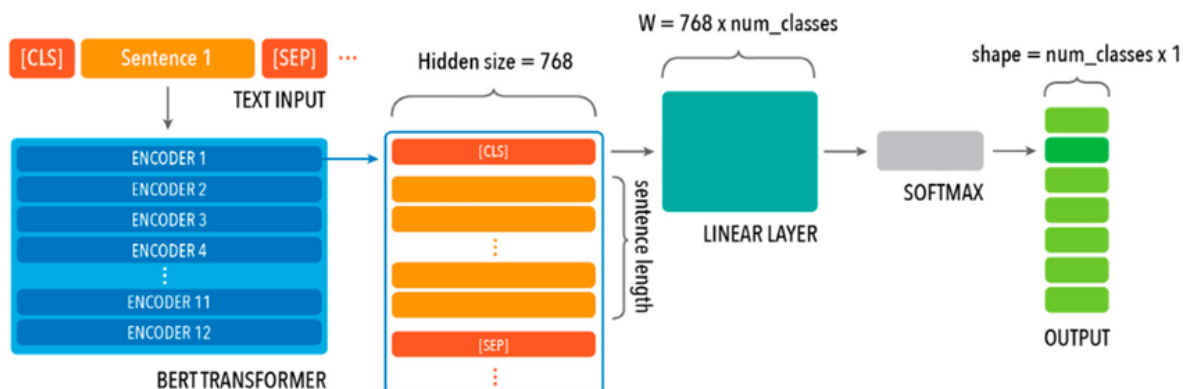 [CLS] Sentence 1 [SEP] ...
TEXT INPUT
ENCODER 1
ENCODER 2
ENCODER 3
ENCODER 4
ENCODER 11
ENCODER 12
BERT TRANSFORMER
Hidden size = 768
[CLS]
sentence length
[SEP]
W = 768 x num_classes
LINEAR LAYER
SOFTMAX
shape = num_classes x 1
OUTPUT